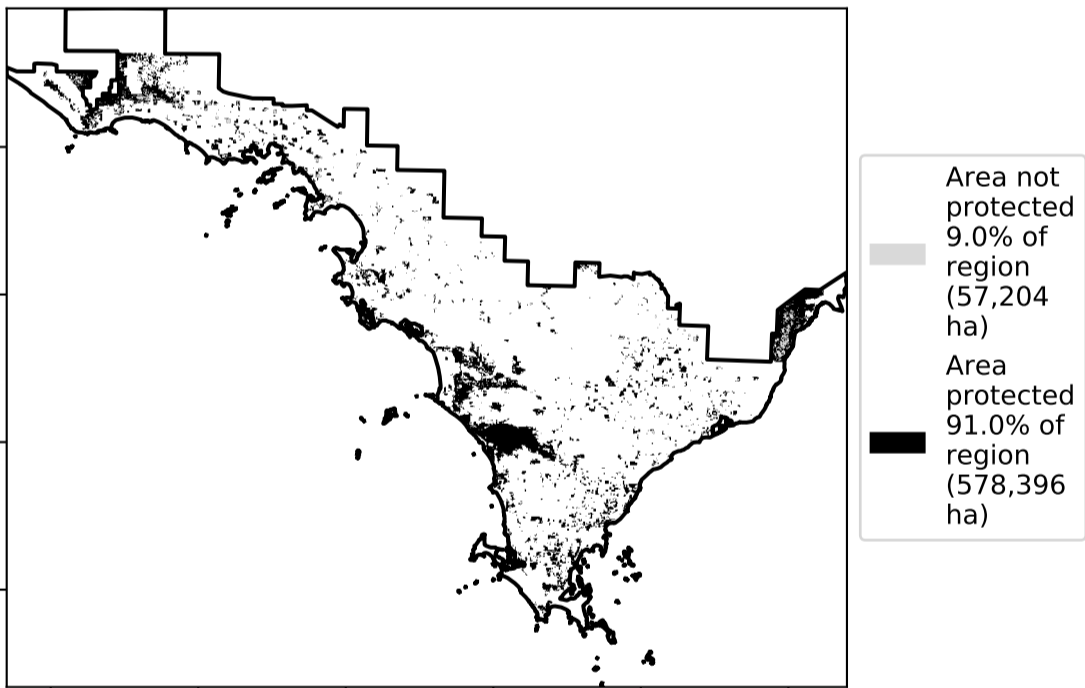 Area not
protected
9.0% of
region
(57,204
ha)
Area
protected
91.0% of
region
(578,396
ha)